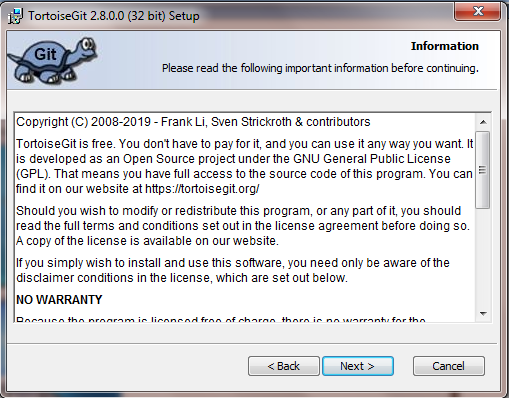 TortoiseGit 2.8.0.0 (32 bit) Setup
Git
Information
Please read the following important information before continuing.
Copyright (C) 2008-2019 - Frank Li, Sven Strickroth & contributors
TortoiseGit is free. You don't have to pay for it, and you can use it any way you want. It
is developed as an Open Source project under the GNU General Public License
(GPL). That means you have full access to the source code of this program. You can
find it on our website at https://tortoisegit.org/
Should you wish to modify or redistribute this program, or any part of it, you should
read the full terms and conditions set out in the license agreement before doing so.
A copy of the license is available on our website.
If you simply wish to install and use this software, you need only be aware of the
disclaimer conditions in the license, which are set out below.
NO WARRANTY
Because the program is licensed free of charge, there is no warranty for the
< Back
Next >
Cancel